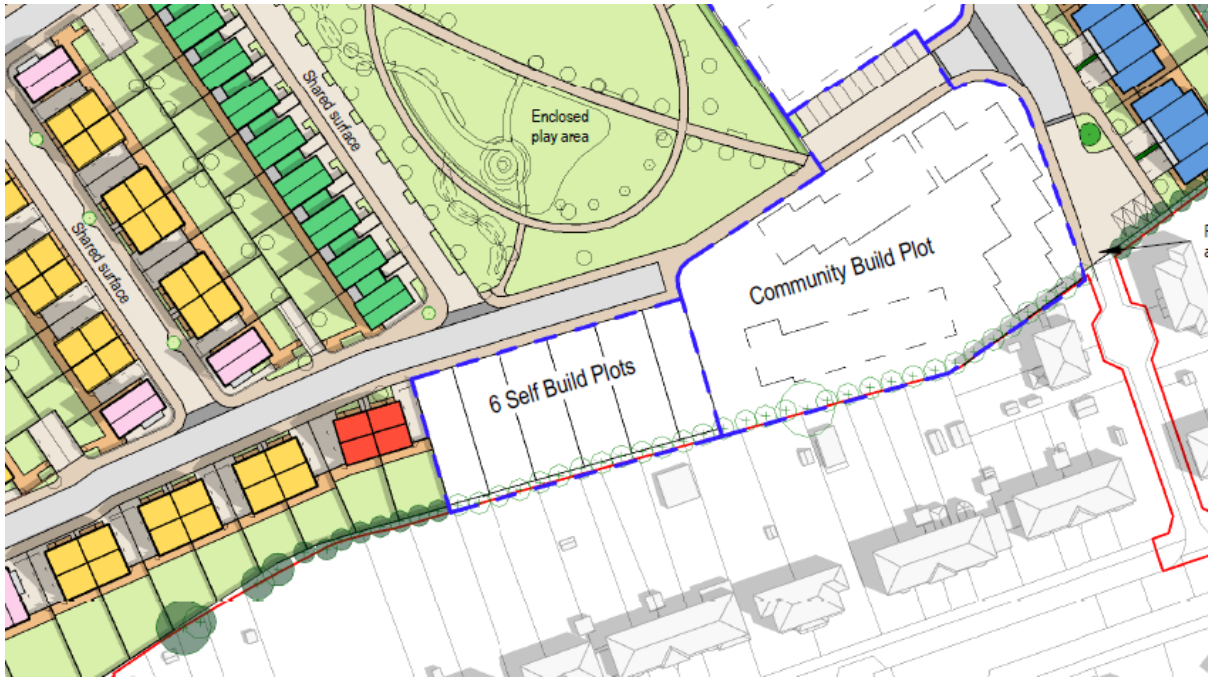 Shared surface
Enclosed
play area
Shared surface
Community Build Plot
6 Self Build Plots